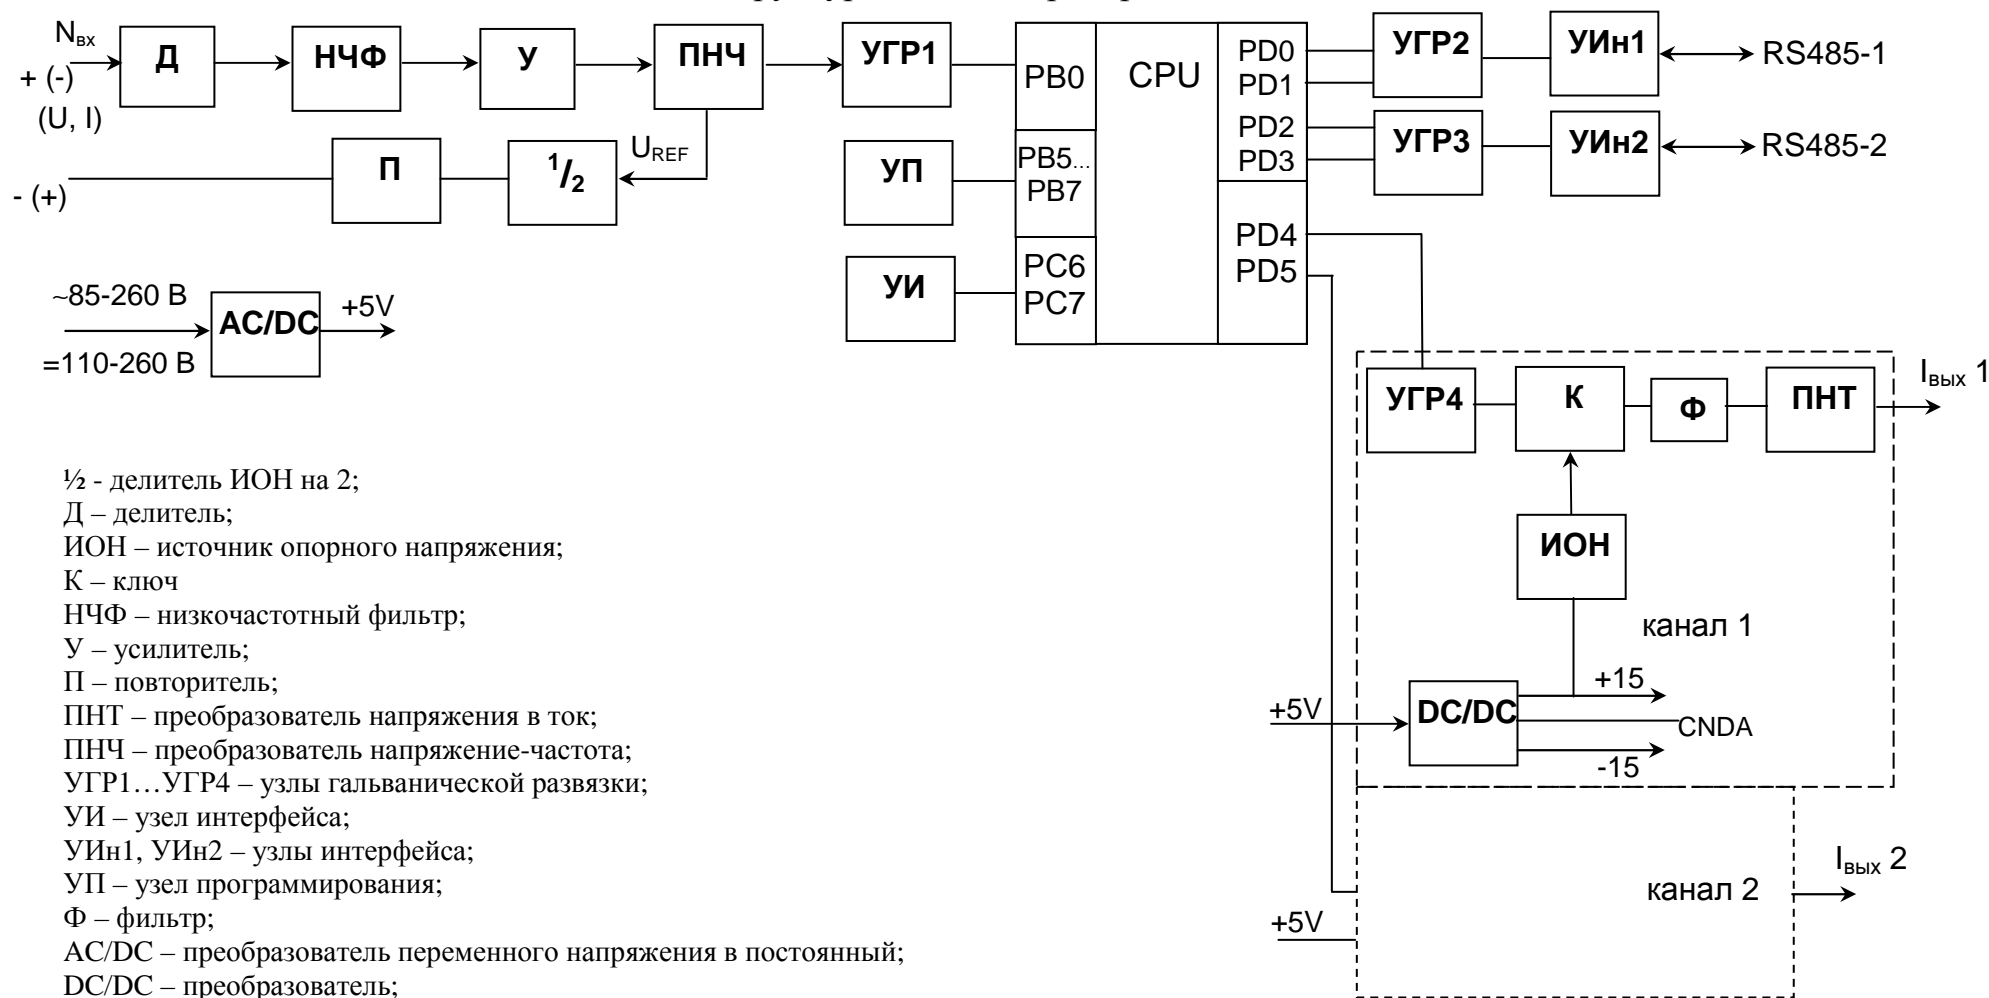 N вх
+ (-)
(U, I)
Д
НЧФ
У
ПНЧ
УГР1
PB0
CPU
PD0
PD1
УГР2
УИн1
RS485-1
PD2
PD3
УГР3
УИн2
RS485-2
- (+)
П
1/2
U REF
УП
PB5...
PB7
УИ
PC6
PC7
PD4
PD5
~85-260 В
=110-260 В
AC/DC
+5V
УГР4
К
Ф
ПНТ
I вых 1
ИОН
канал 1
+5V
DC/DC
+15
CNDA
-15
канал 2
I вых 2
+5V
½ - делитель ИОН на 2;
Д – делитель;
ИОН – источник опорного напряжения;
К – ключ
НЧФ – низкочастотный фильтр;
У – усилитель;
П – повторитель;
ПНТ – преобразователь напряжения в ток;
ПНЧ – преобразователь напряжение-частота;
УГР1…УГР4 – узлы гальванической развязки;
УИ – узел интерфейса;
УИн1, УИн2 – узлы интерфейса;
УП – узел программирования;
Ф – фильтр;
AC/DC – преобразователь переменного напряжения в постоянный;
DC/DC – преобразователь;